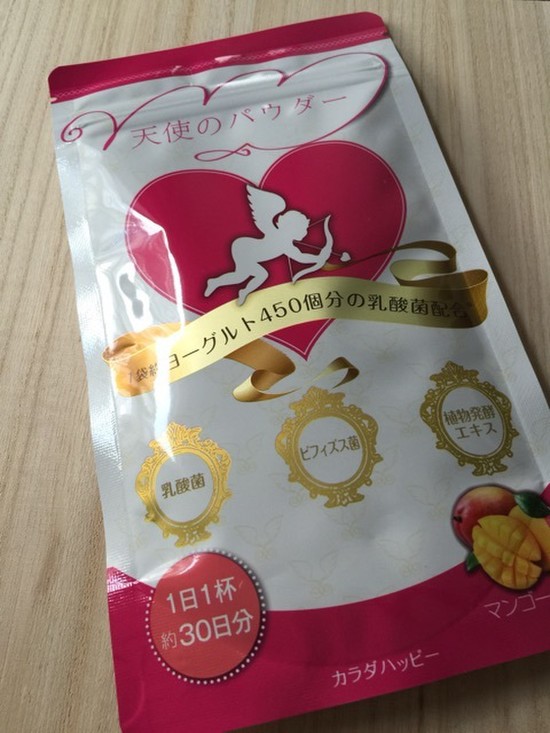 天使のパウダー
1袋約ヨーグルト450個分の乳酸菌配合
乳酸菌
ビフィズス菌
植物発酵
エキス
1日1杯
約30日分
マンゴー
カラダハッピー